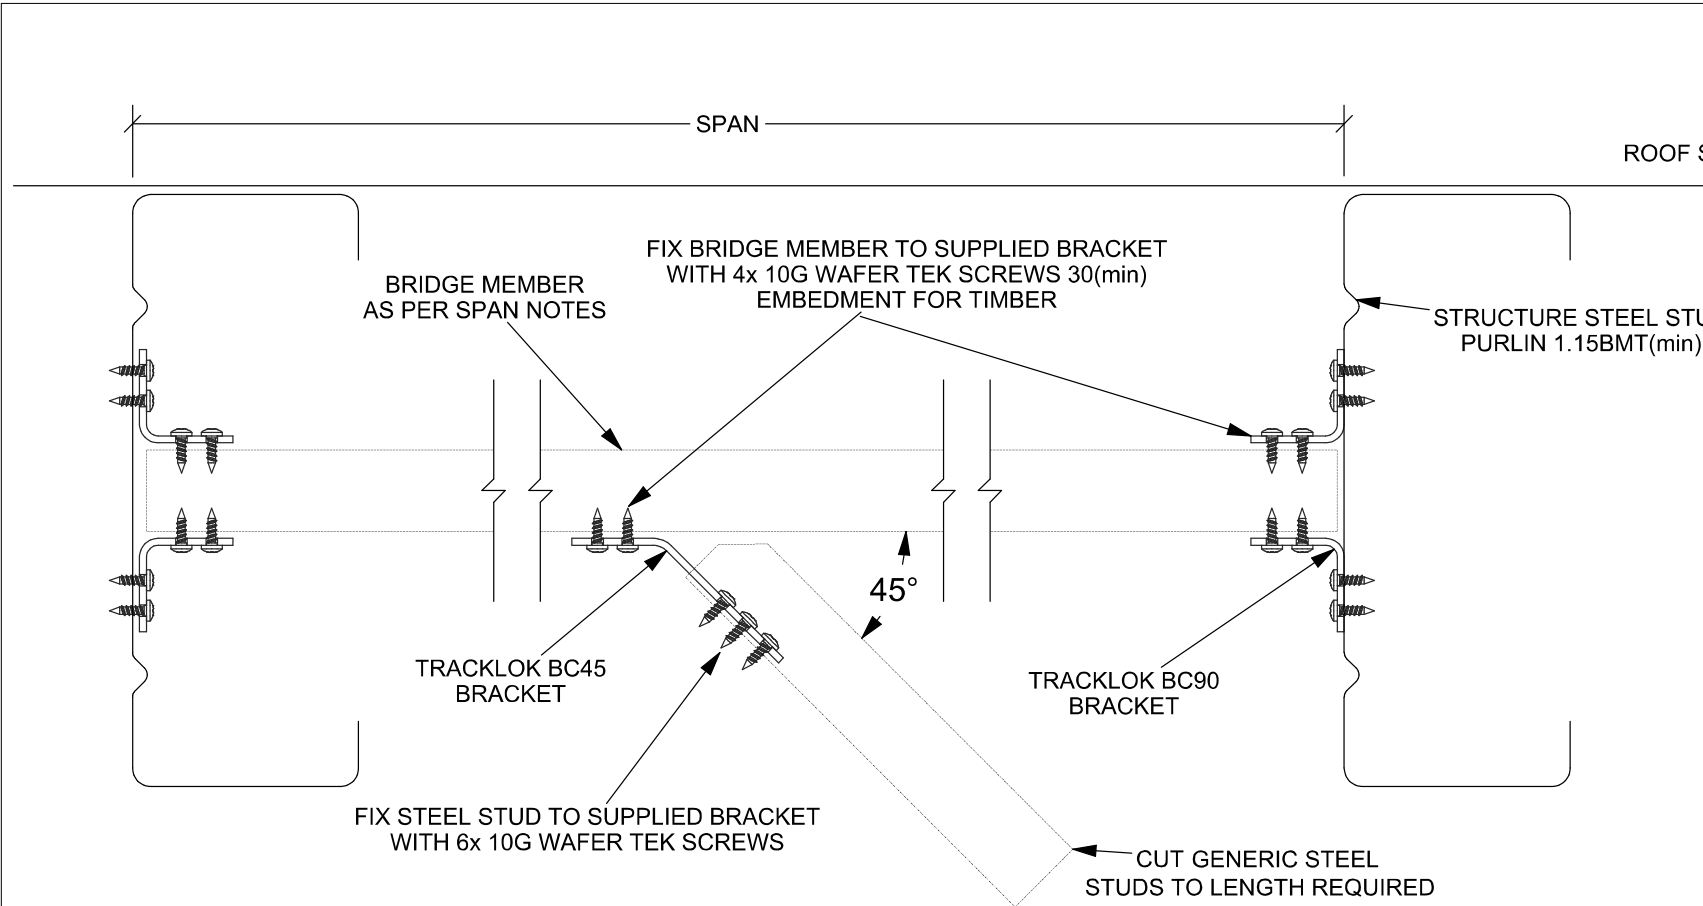 SPAN
ROOF
FIX BRIDGE MEMBER TO SUPPLIED BRACKET
WITH 4x 10G WAFER TEK SCREWS 30(min)
EMBEDMENT FOR TIMBER
BRIDGE MEMBER
AS PER SPAN NOTES
STRUCTURE STEEL
PURLIN 1.15BMT(min)
45°
TRACKLOK BC45
BRACKET
TRACKLOK BC90
BRACKET
FIX STEEL STUD TO SUPPLIED BRACKET
WITH 6x 10G WAFER TEK SCREWS
CUT GENERIC STEEL
STUDS TO LENGTH REQUIRED